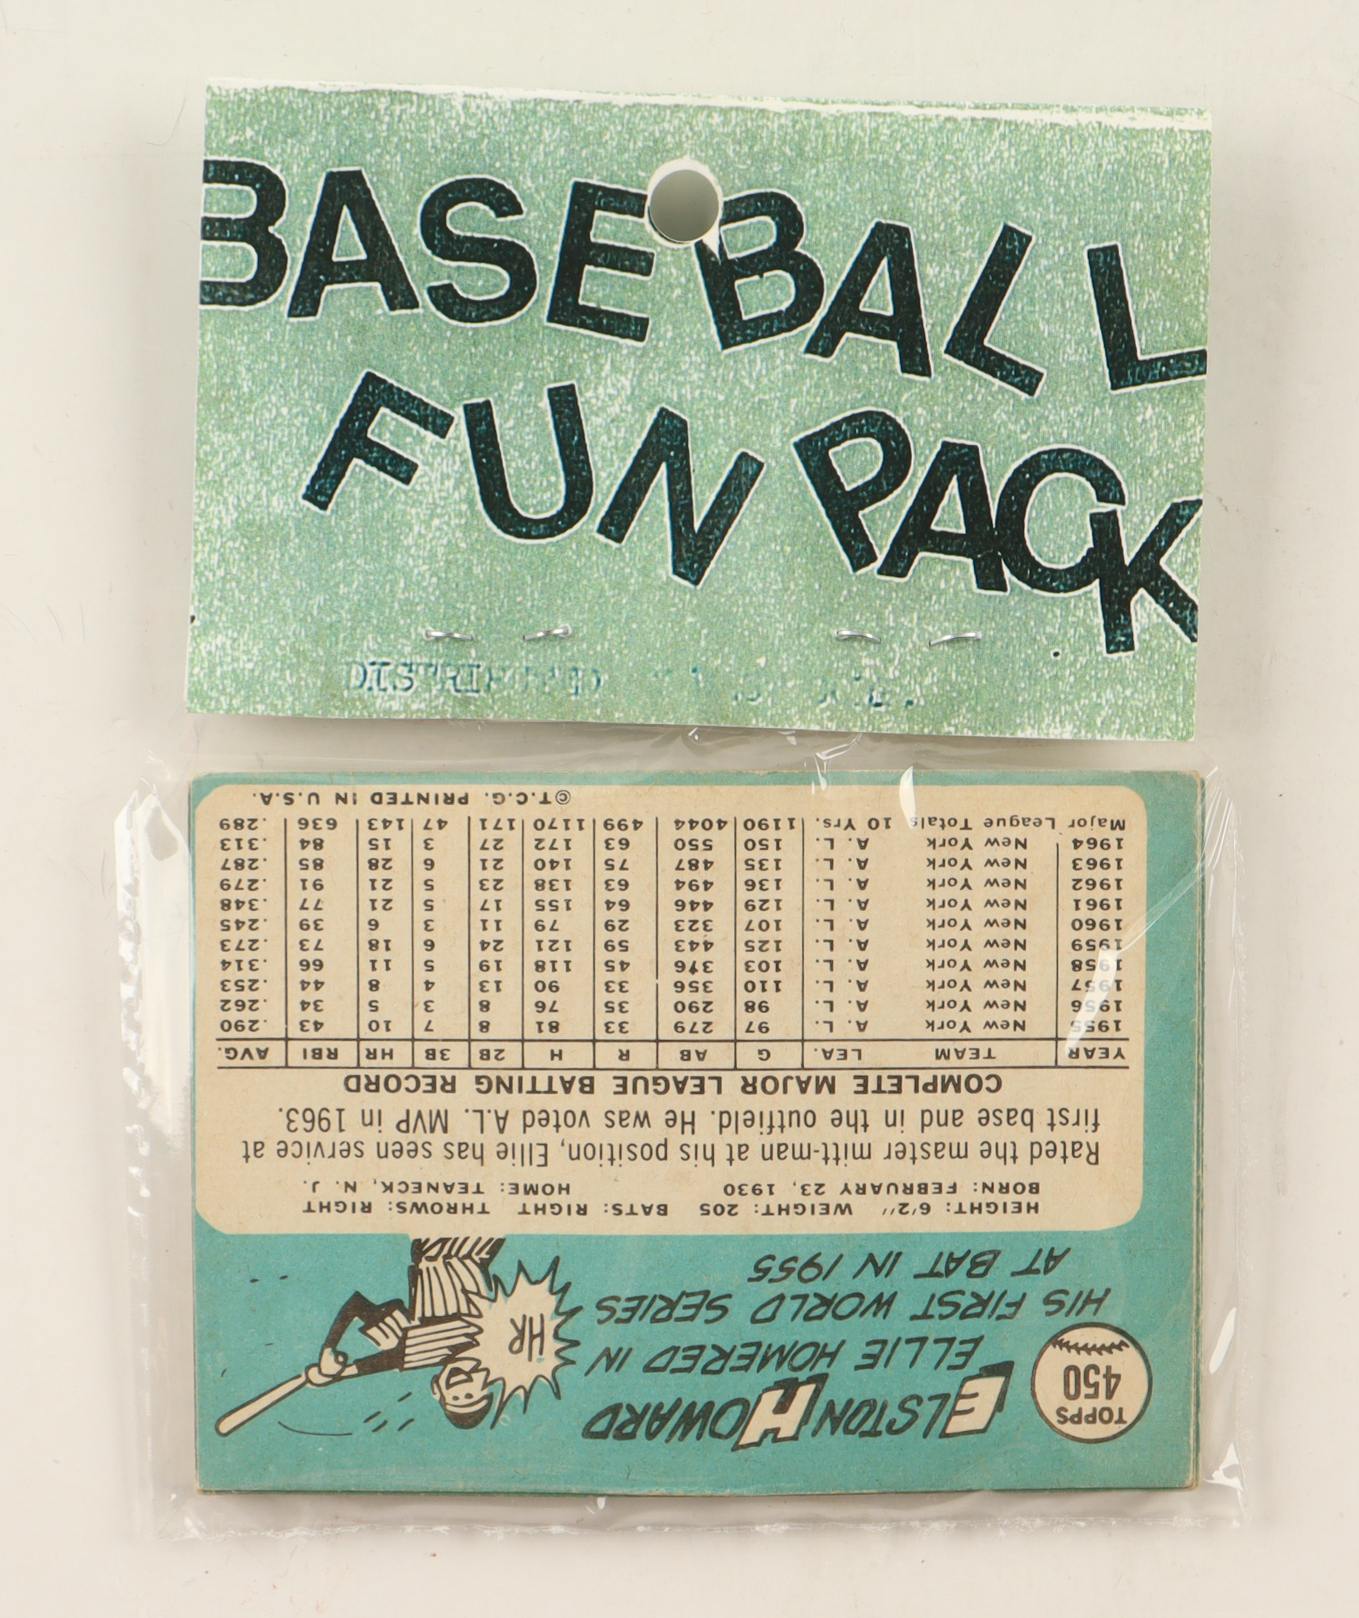 BASEBALL
FUN PACK
DISTRIBUTED
TOPPS
450
ELSTON HOWARD
ELLIE HOMERED IN
HIS FIRST WORLD SERIES
AT BAT IN 1955
HR
HEIGHT: 6'2" WEIGHT: 205 BATS: RIGHT THROWS: RIGHT
BORN: FEBRUARY 23, 1930 HOME: TEANECK, N. J.
Rated the master mitt-man at his position, Ellie has seen service at
first base and in the outfield. He was voted A.L. MVP in 1963.
COMPLETE MAJOR LEAGUE BATTING RECORD
YEAR TEAM LEA. G AB R H 2B 3B HR RBI AVG.
1955 New York A. L. 97 279 33 81 8 7 10 43 .290
1956 New York A. L. 98 290 35 76 8 3 5 34 .262
1957 New York A. L. 110 356 33 90 13 4 8 44 .253
1958 New York A. L. 103 376 45 118 19 5 11 66 .314
1959 New York A. L. 125 443 59 121 24 6 18 73 .273
1960 New York A. L. 107 323 29 79 11 3 6 39 .245
1961 New York A. L. 129 446 64 155 17 5 21 77 .348
1962 New York A. L. 136 494 63 138 23 5 21 91 .279
1963 New York A. L. 135 487 75 140 21 6 28 85 .287
1964 New York A. L. 150 550 63 172 27 3 15 84 .313
Major League Totals 10 Yrs. 1190 4044 499 1170 171 47 143 636 .289
©T.C.G. PRINTED IN U.S.A.